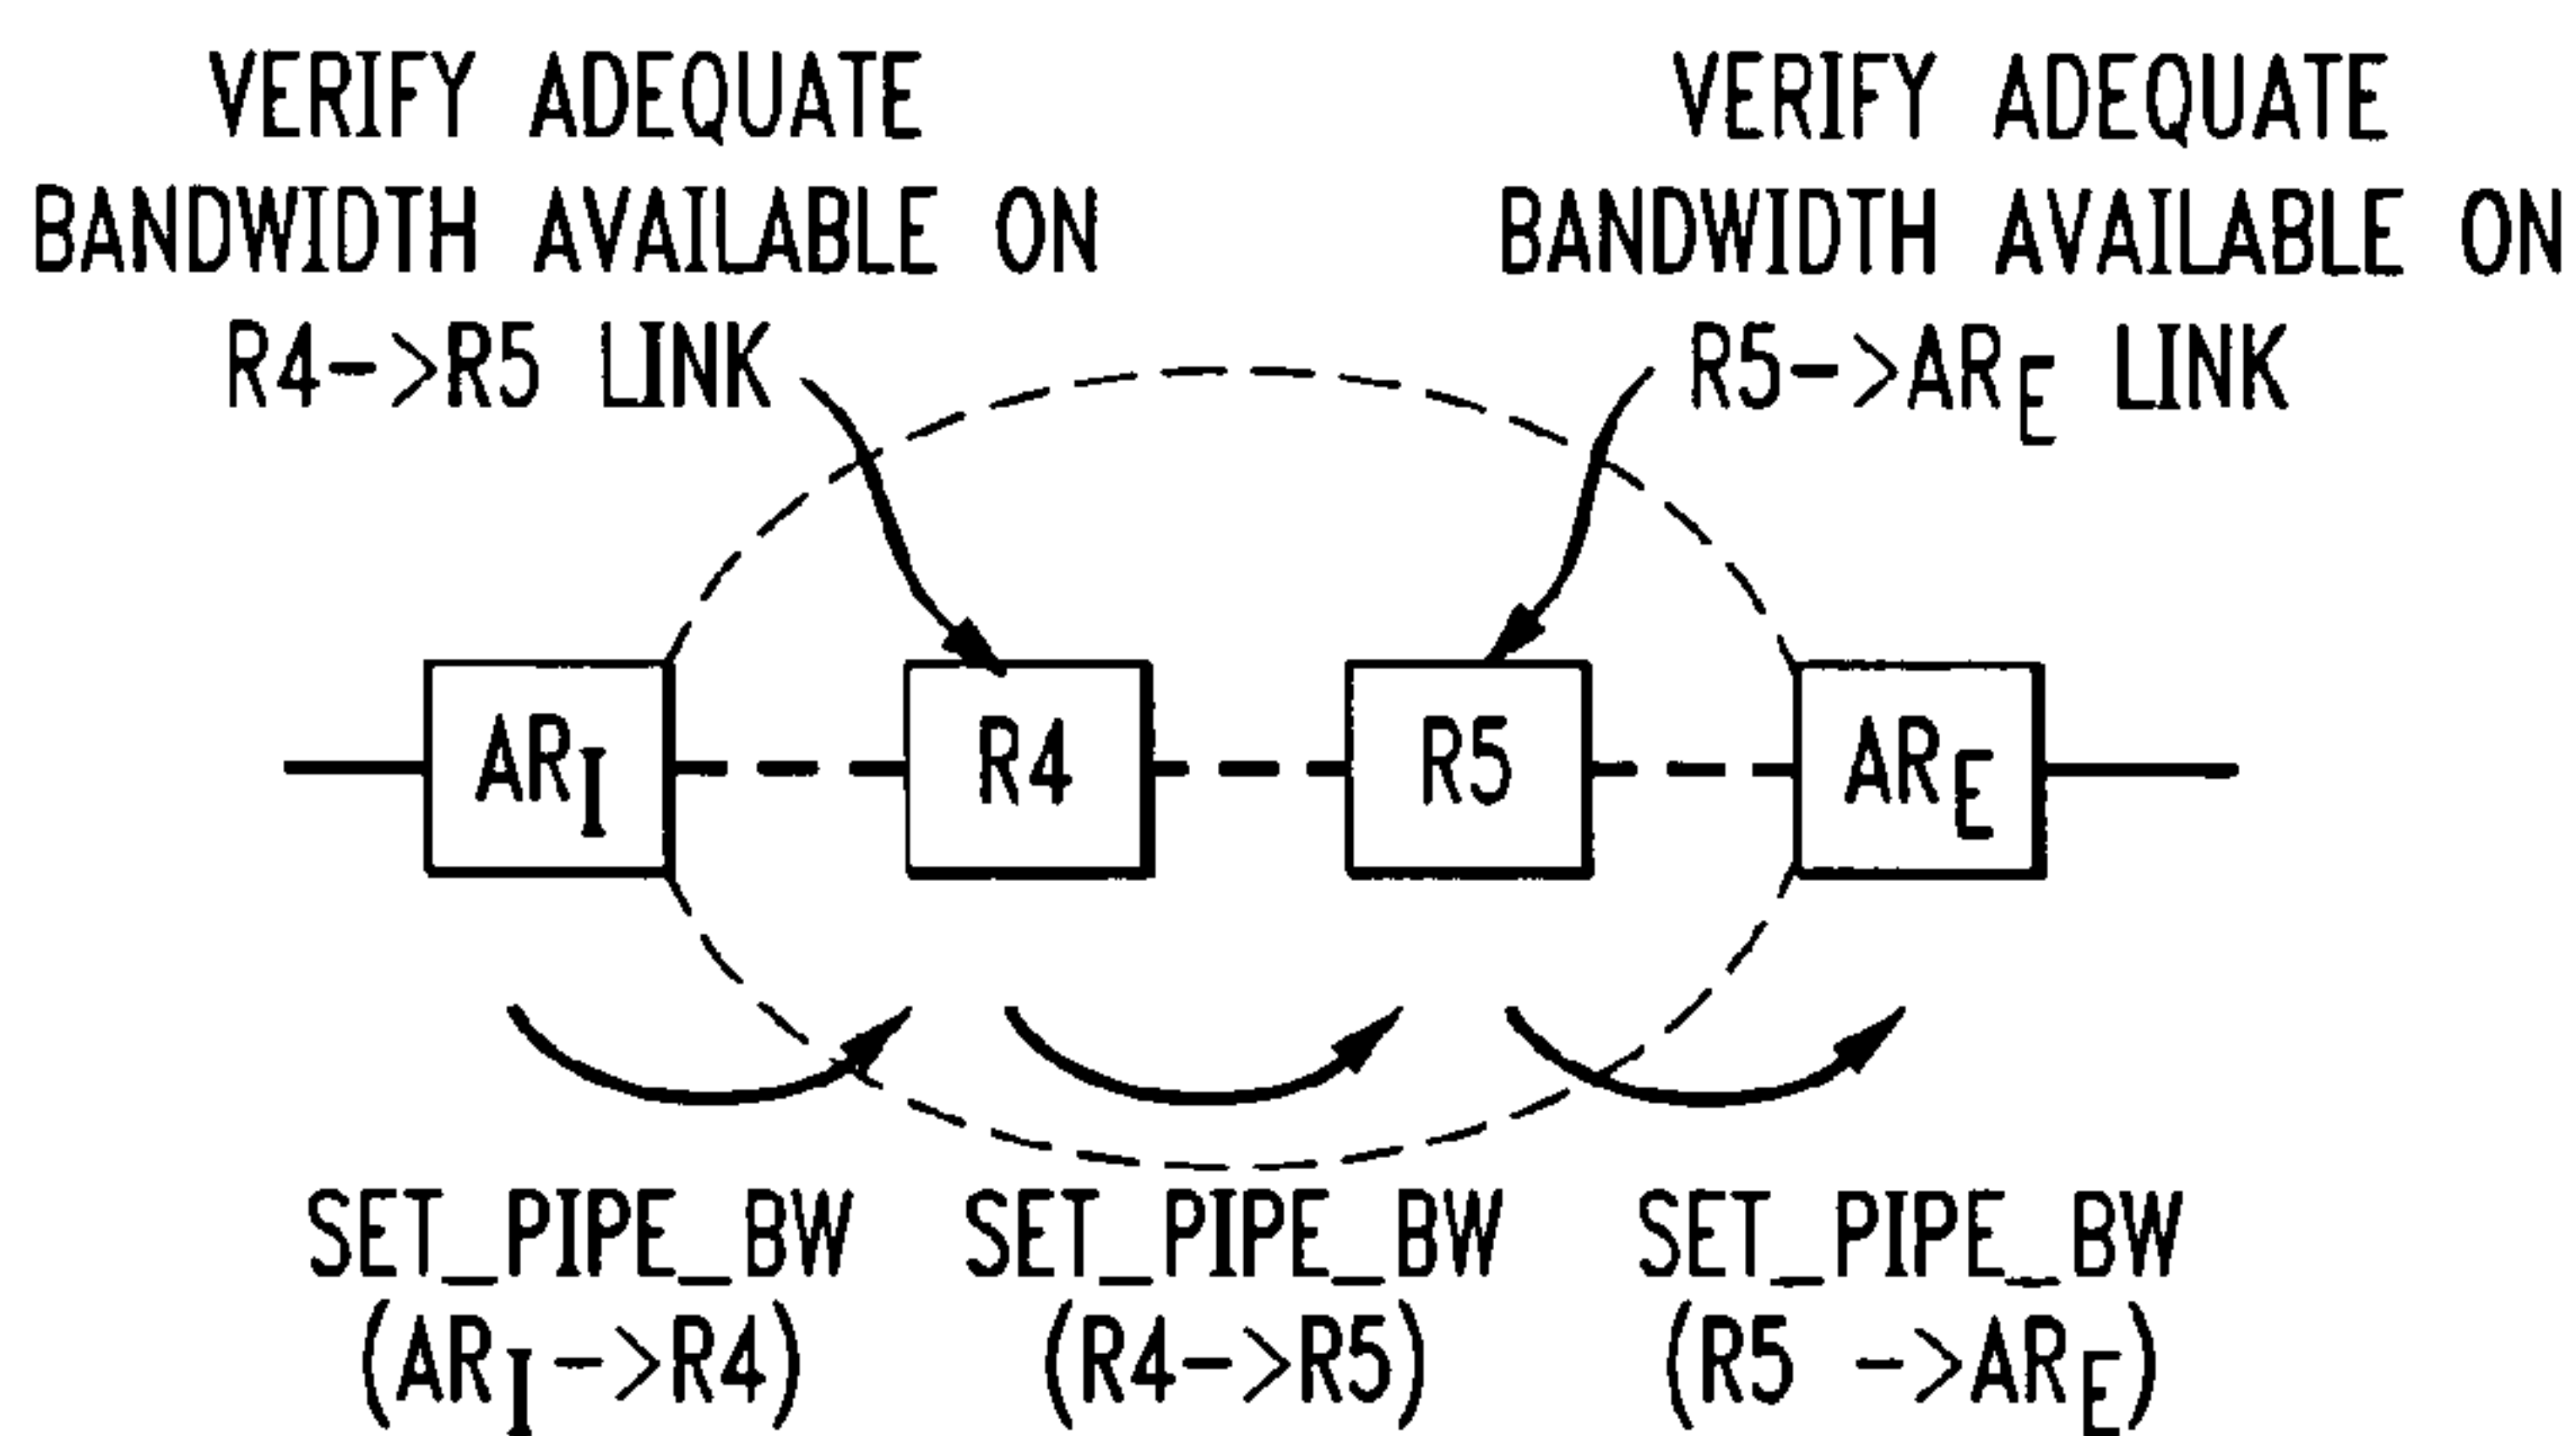 VERIFY ADEQUATE
BANDWIDTH AVAILABLE ON
R4->R5 LINK
VERIFY ADEQUATE
BANDWIDTH AVAILABLE ON
R5->ARE LINK
ARI
R4
R5
ARE
SET_PIPE_BW
(ARI->R4)
SET_PIPE_BW
(R4->R5)
SET_PIPE_BW
(R5 ->ARE)